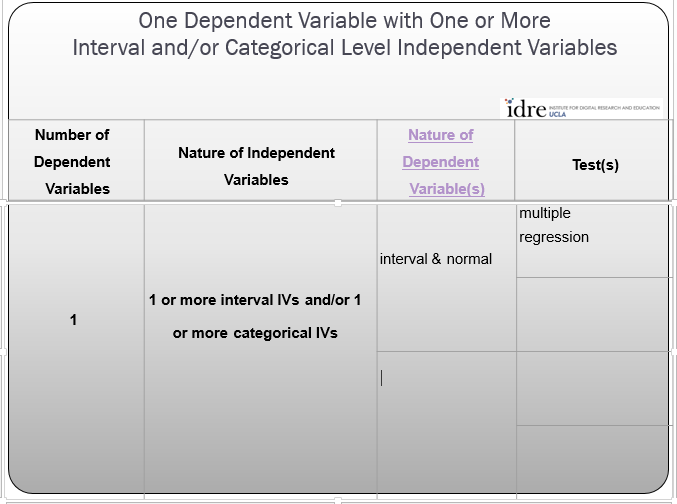 One Dependent Variable with One or More
Interval and/or Categorical Level Independent Variables
idre INSTITUTE FOR DIGITAL RESEARCH AND EDUCATION
UCLA
Number of
Dependent
Variables
Nature of Independent
Variables
Nature of
Dependent
Variable(s)
Test(s)
1
1 or more interval IVs and/or 1
or more categorical IVs
interval & normal
multiple
regression